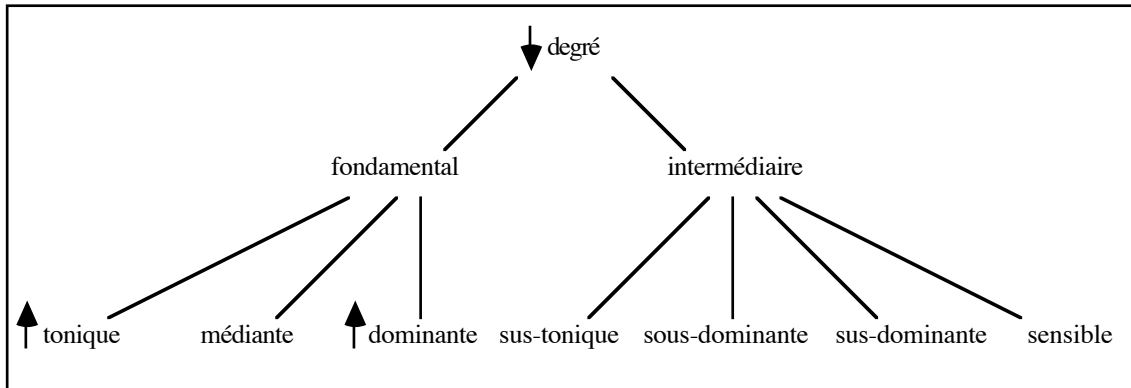 degré
fondamental intermédiaire
tonique médiante dominante sus-tonique sous-dominante sus-dominante sensible